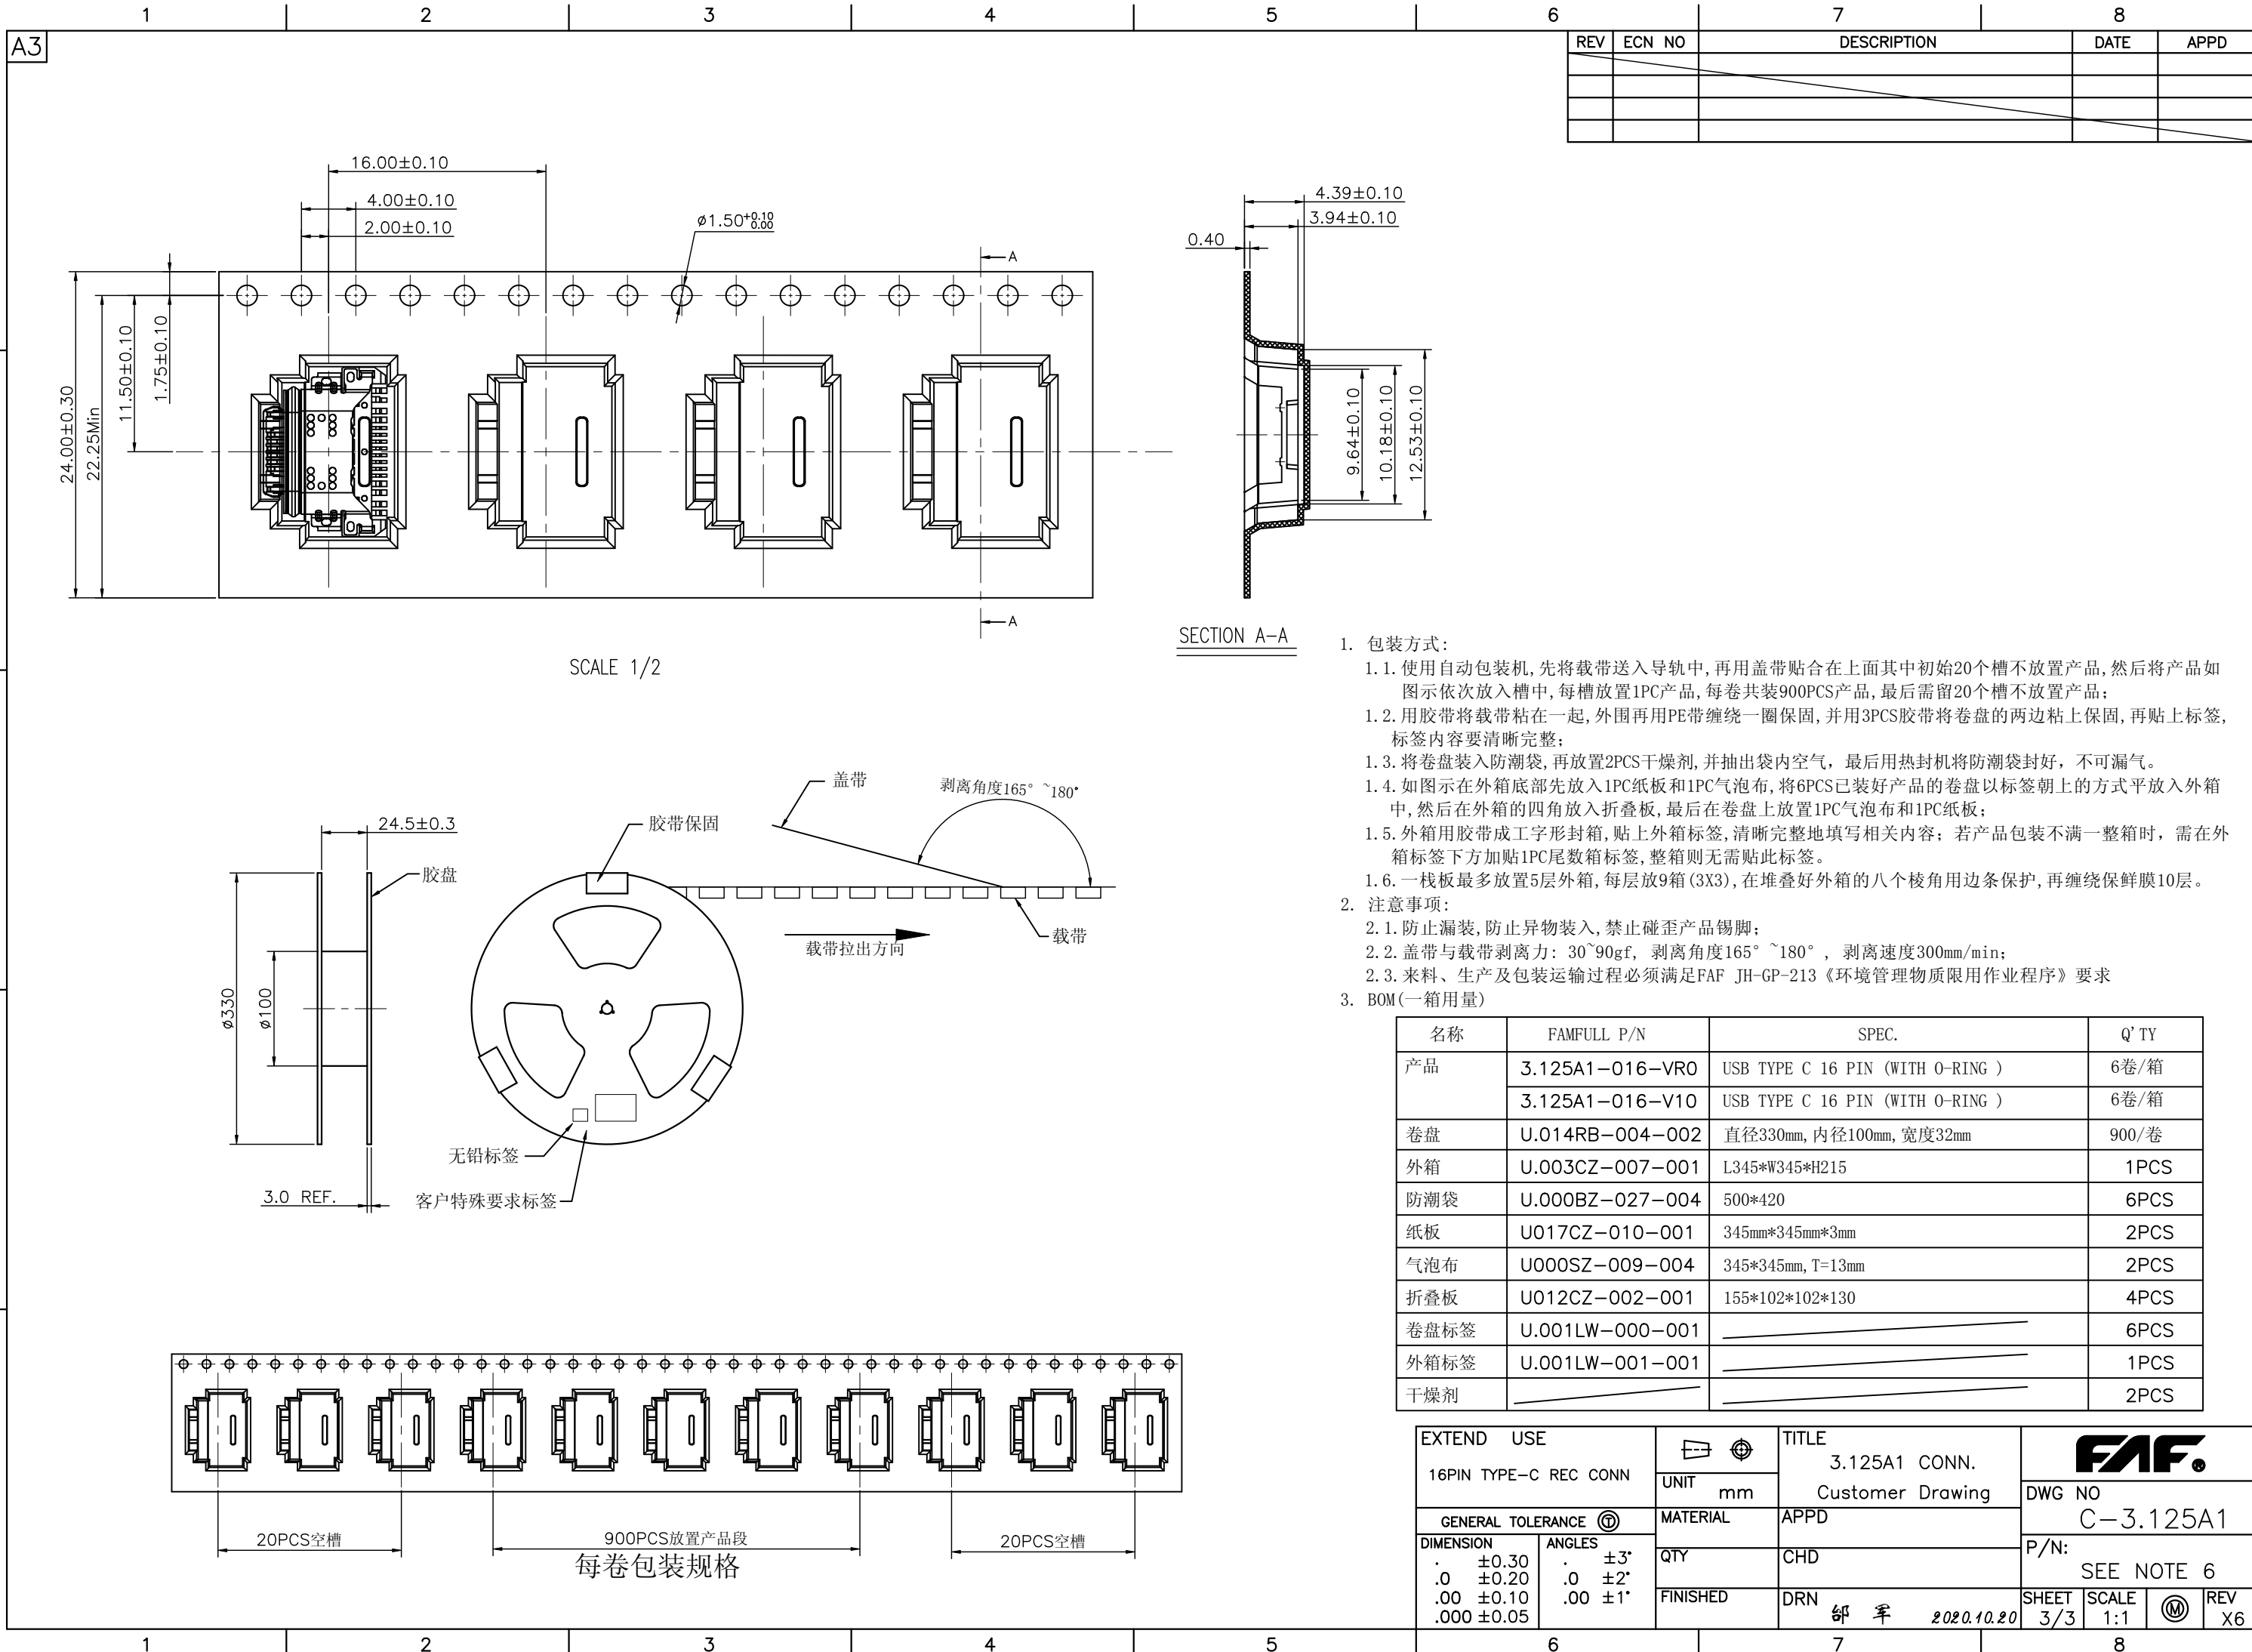 1 2 3 4 5 6 7 8
A3
REV ECN NO DESCRIPTION DATE APPD
16.00±0.10
4.00±0.10
2.00±0.10
ø1.50+0.10 0.00
A
24.00±0.30
22.25Min
11.50±0.10
1.75±0.10
A
SCALE 1/2
4.39±0.10
3.94±0.10
0.40
9.64±0.10
10.18±0.10
12.53±0.10
SECTION A-A
1. 包装方式:
1.1.使用自动包装机,先将载带送入导轨中,再用盖带贴合在上面其中初始20个槽不放置产品,然后将产品如
图示依次放入槽中,每槽放置1PC产品,每卷共装900PCS产品,最后需留20个槽不放置产品;
1.2.用胶带将载带粘在一起,外围再用PE带缠绕一圈保固,并用3PCS胶带将卷盘的两边粘上保固,再贴上标签,
标签内容要清晰完整;
1.3.将卷盘装入防潮袋,再放置2PCS干燥剂,并抽出袋内空气，最后用热封机将防潮袋封好，不可漏气。
1.4.如图示在外箱底部先放入1PC纸板和1PC气泡布,将6PCS已装好产品的卷盘以标签朝上的方式平放入外箱
中,然后在外箱的四角放入折叠板,最后在卷盘上放置1PC气泡布和1PC纸板;
1.5.外箱用胶带成工字形封箱,贴上外箱标签,清晰完整地填写相关内容；若产品包装不满一整箱时，需在外
箱标签下方加贴1PC尾数箱标签,整箱则无需贴此标签。
1.6.一栈板最多放置5层外箱,每层放9箱(3X3),在堆叠好外箱的八个棱角用边条保护,再缠绕保鲜膜10层。
2. 注意事项:
2.1.防止漏装,防止异物装入,禁止碰歪产品锡脚;
2.2.盖带与载带剥离力: 30~90gf, 剥离角度165°~180°, 剥离速度300mm/min;
2.3.来料、生产及包装运输过程必须满足FAF JH-GP-213《环境管理物质限用作业程序》要求
3. BOM(一箱用量)
名称 FAMFULL P/N SPEC. Q'TY
产品 3.125A1-016-VR0 USB TYPE C 16 PIN (WITH O-RING ) 6卷/箱
3.125A1-016-V10 USB TYPE C 16 PIN (WITH O-RING ) 6卷/箱
卷盘 U.014RB-004-002 直径330mm,内径100mm,宽度32mm 900/卷
外箱 U.003CZ-007-001 L345*W345*H215 1PCS
防潮袋 U.000BZ-027-004 500*420 6PCS
纸板 U017CZ-010-001 345mm*345mm*3mm 2PCS
气泡布 U000SZ-009-004 345*345mm,T=13mm 2PCS
折叠板 U012CZ-002-001 155*102*102*130 4PCS
卷盘标签 U.001LW-000-001 6PCS
外箱标签 U.001LW-001-001 1PCS
干燥剂 2PCS
24.5±0.3
胶盘
ø330
ø100
3.0 REF.
胶带保固
盖带
剥离角度165°~180°
载带拉出方向
载带
无铅标签
客户特殊要求标签
20PCS空槽
900PCS放置产品段
20PCS空槽
每卷包装规格
EXTEND USE
16PIN TYPE-C REC CONN
GENERAL TOLERANCE T
DIMENSION ANGLES
. ±0.30 . ±3°
.0 ±0.20 .0 ±2°
.00 ±0.10 .00 ±1°
.000 ±0.05
UNIT mm
MATERIAL
QTY
FINISHED
TITLE
3.125A1 CONN.
Customer Drawing
APPD
CHD
DRN 邰军 2020.10.20
FAF. ®
DWG NO
C-3.125A1
P/N:
SEE NOTE 6
SHEET 3/3
SCALE 1:1
M
REV X6
1 2 3 4 5 6 7 8